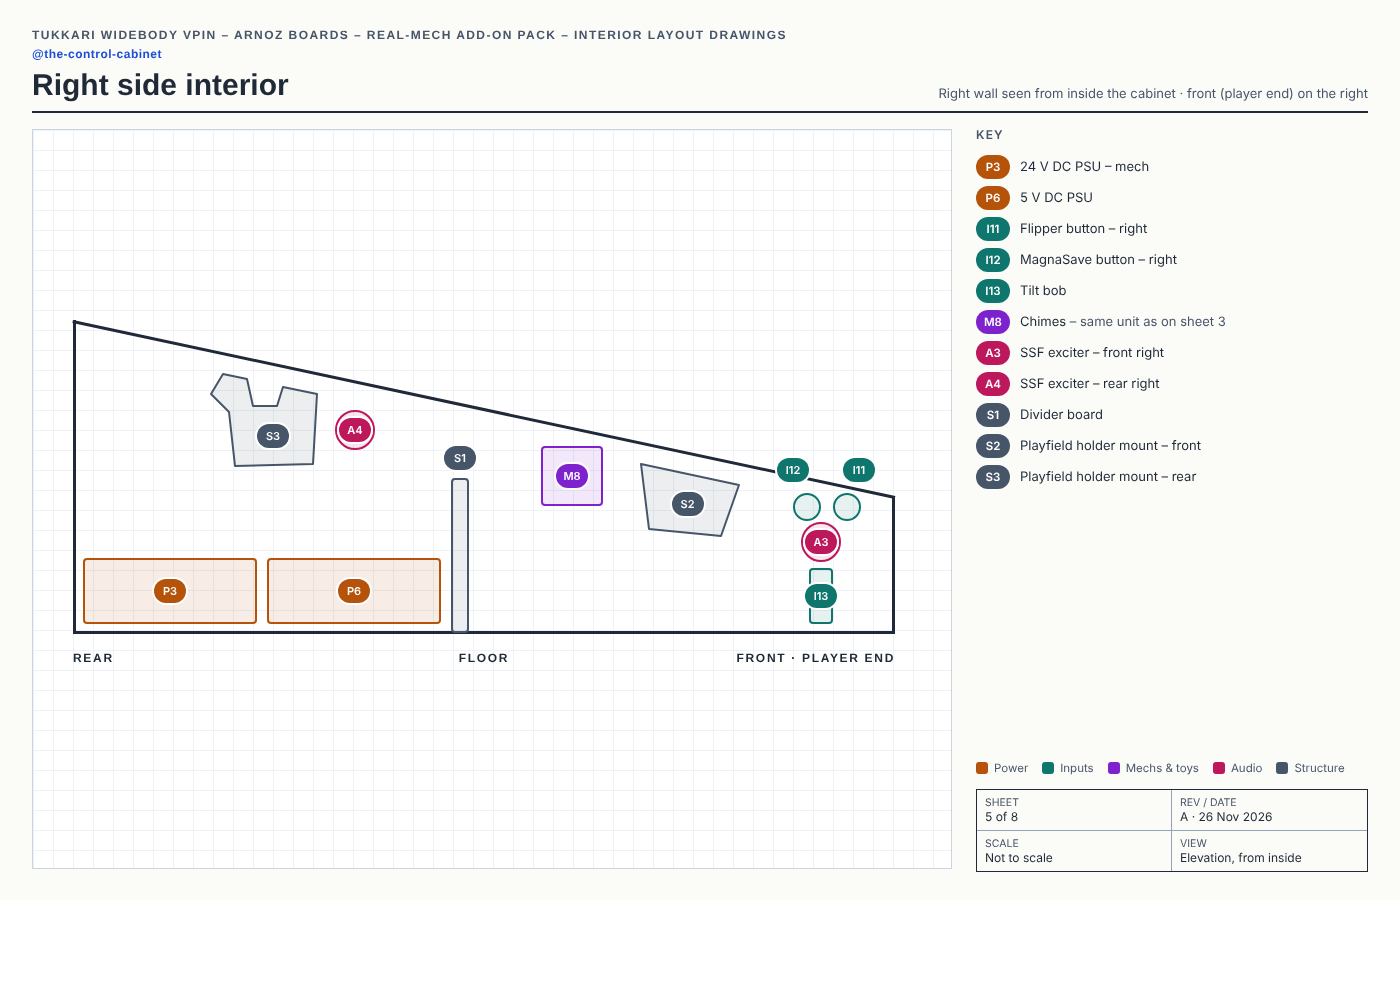 TUKKARI WIDEBODY VPIN – ARNOZ BOARDS – REAL-MECH ADD-ON PACK – INTERIOR LAYOUT DRAWINGS
@the-control-cabinet
Right side interior
Right wall seen from inside the cabinet · front (player end) on the right
S3
A4
S1
M8
S2
I12
I11
A3
I13
P3
P6
REAR
FLOOR
FRONT · PLAYER END
KEY
P3 24 V DC PSU – mech
P6 5 V DC PSU
I11 Flipper button – right
I12 MagnaSave button – right
I13 Tilt bob
M8 Chimes – same unit as on sheet 3
A3 SSF exciter – front right
A4 SSF exciter – rear right
S1 Divider board
S2 Playfield holder mount – front
S3 Playfield holder mount – rear
Power Inputs Mechs & toys Audio Structure
SHEET
5 of 8
REV / DATE
A · 26 Nov 2026
SCALE
Not to scale
VIEW
Elevation, from inside